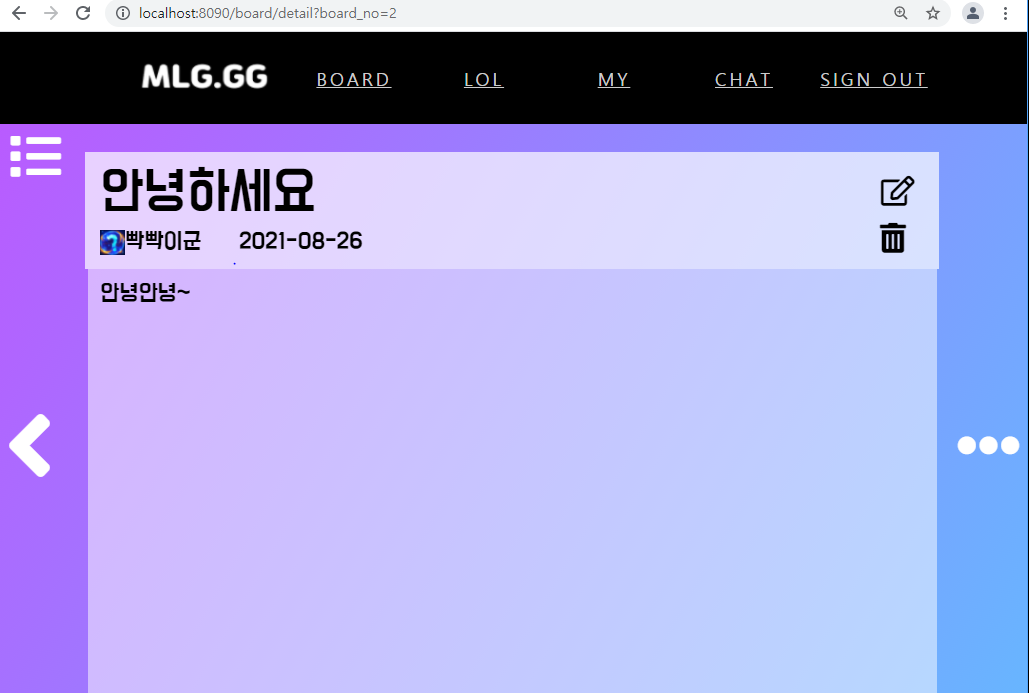 localhost:8090/board/detail?board_no=2
MLG.GG BOARD LOL MY CHAT SIGN OUT
안녕하세요
빡빡이군 2021-08-26
안녕안녕~